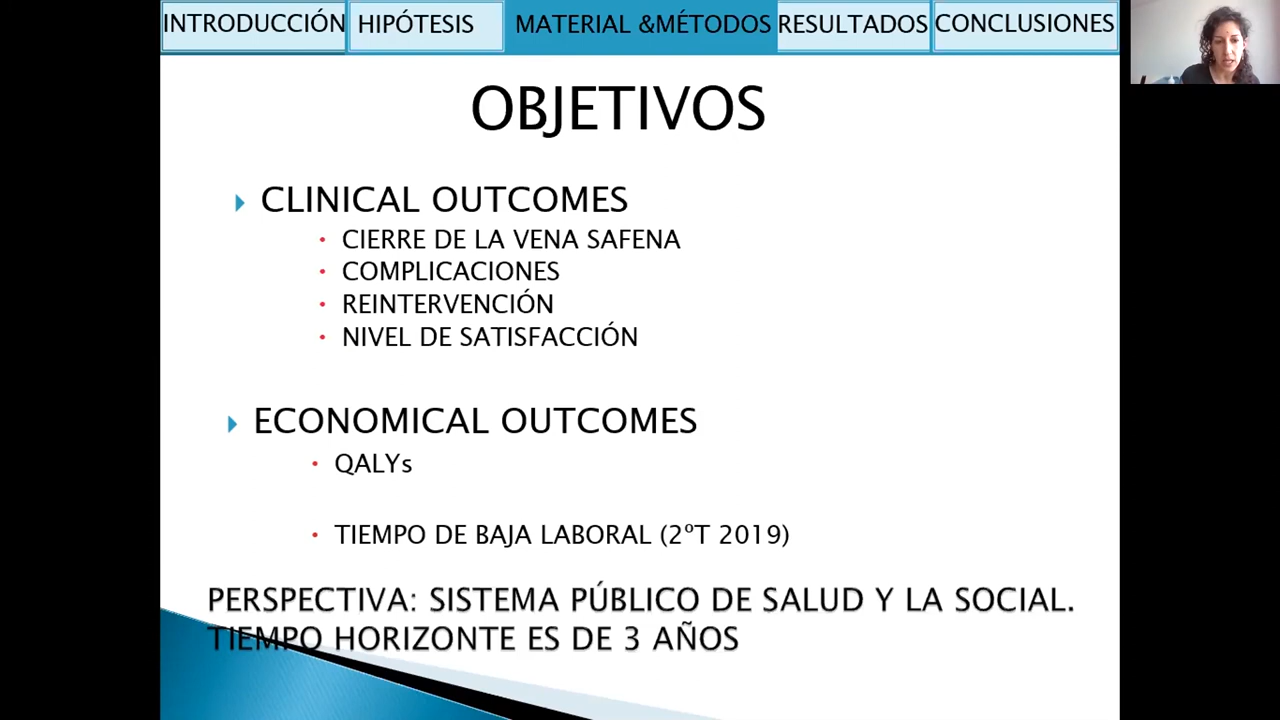 INTRODUCCIÓN HIPÓTESIS MATERIAL &MÉTODOS RESULTADOS CONCLUSIONES
OBJETIVOS
CLINICAL OUTCOMES
CIERRE DE LA VENA SAFENA
COMPLICACIONES
REINTERVENCIÓN
NIVEL DE SATISFACCIÓN
ECONOMICAL OUTCOMES
QALYs
TIEMPO DE BAJA LABORAL (2ºT 2019)
PERSPECTIVA: SISTEMA PÚBLICO DE SALUD Y LA SOCIAL.
TIEMPO HORIZONTE ES DE 3 AÑOS